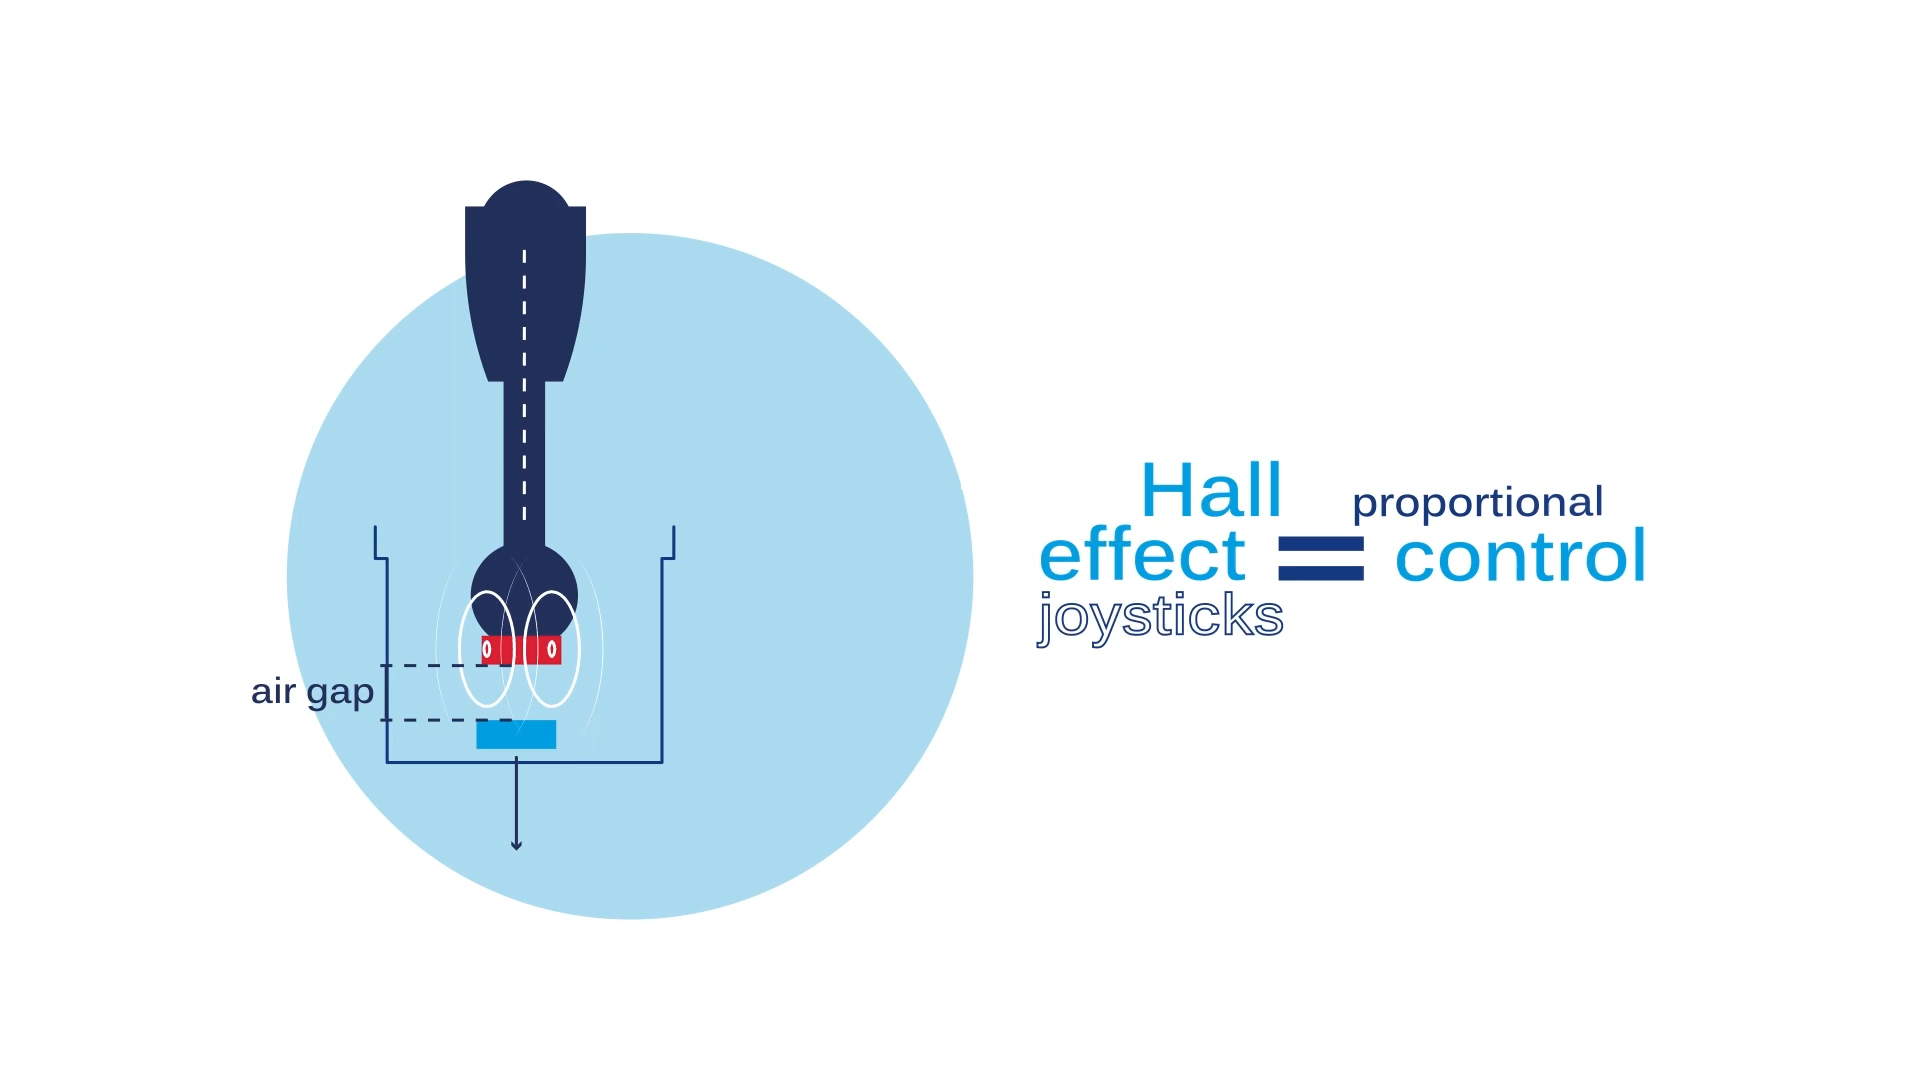 air gap
Hall
effect
joysticks
=
proportional
control